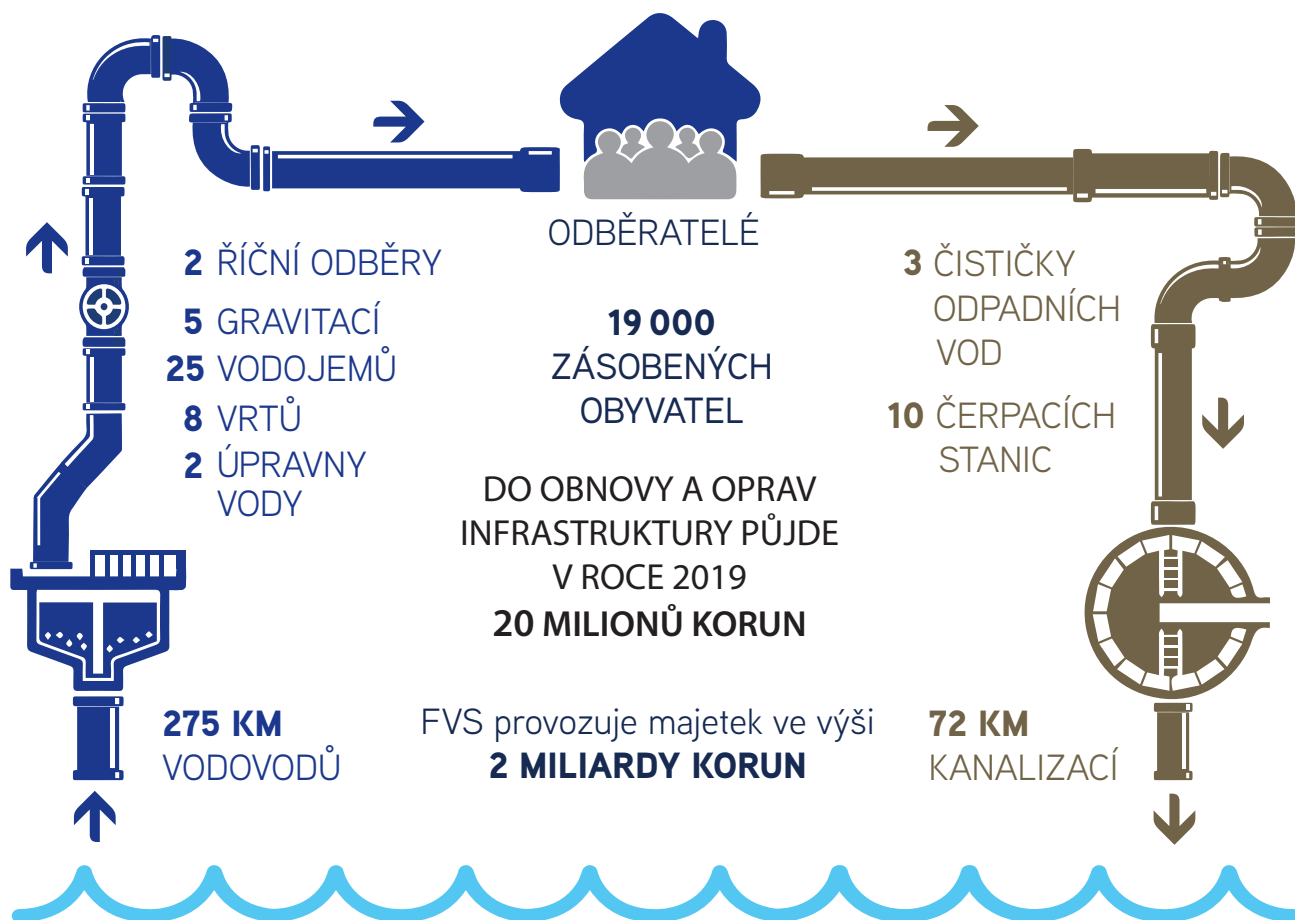 ODBĚRATELÉ
2 ŘÍČNÍ ODBĚRY
5 GRAVITACÍ
25 VODOJEMŮ
8 VRTŮ
2 ÚPRAVNY
VODY
19 000
ZÁSOBENÝCH
OBYVATEL
3 ČISTIČKY
ODPADNÍCH
VOD
10 ČERPACÍCH
STANIC
DO OBNOVY A OPRAV
INFRASTRUKTURY PŮJDE
V ROCE 2019
20 MILIONŮ KORUN
275 KM
VODOVODŮ
FVS provozuje majetek ve výši
2 MILIARDY KORUN
72 KM
KANALIZACÍ